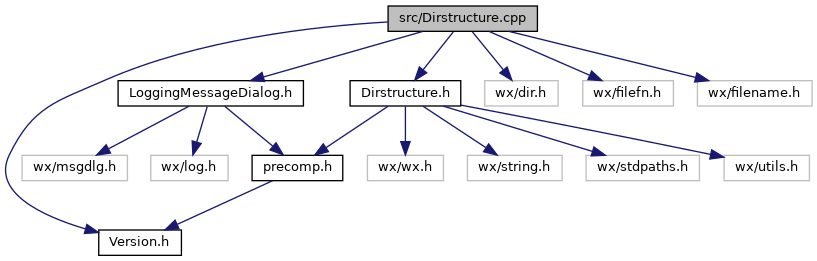 src/Dirstructure.cpp
LoggingMessageDialog.h
Dirstructure.h
wx/dir.h
wx/filefn.h
wx/filename.h
wx/msgdlg.h
wx/log.h
precomp.h
wx/wx.h
wx/string.h
wx/stdpaths.h
wx/utils.h
Version.h